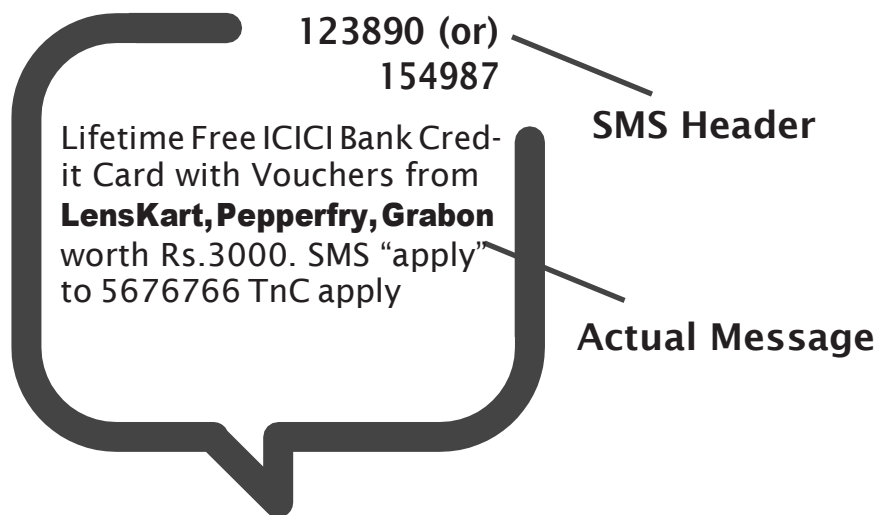 123890 (or)
154987
SMS Header
Lifetime Free ICICI Bank Cred-
it Card with Vouchers from
LensKart, Pepperfry, Grabon
worth Rs.3000. SMS “apply”
to 5676766 TnC apply
Actual Message